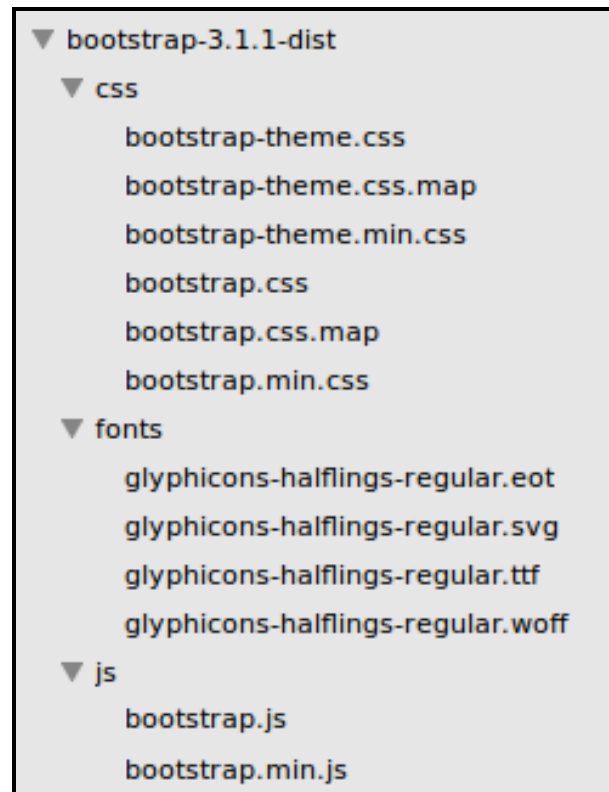 bootstrap-3.1.1-dist
css
bootstrap-theme.css
bootstrap-theme.css.map
bootstrap-theme.min.css
bootstrap.css
bootstrap.css.map
bootstrap.min.css
fonts
glyphicons-halflings-regular.eot
glyphicons-halflings-regular.svg
glyphicons-halflings-regular.ttf
glyphicons-halflings-regular.woff
js
bootstrap.js
bootstrap.min.js